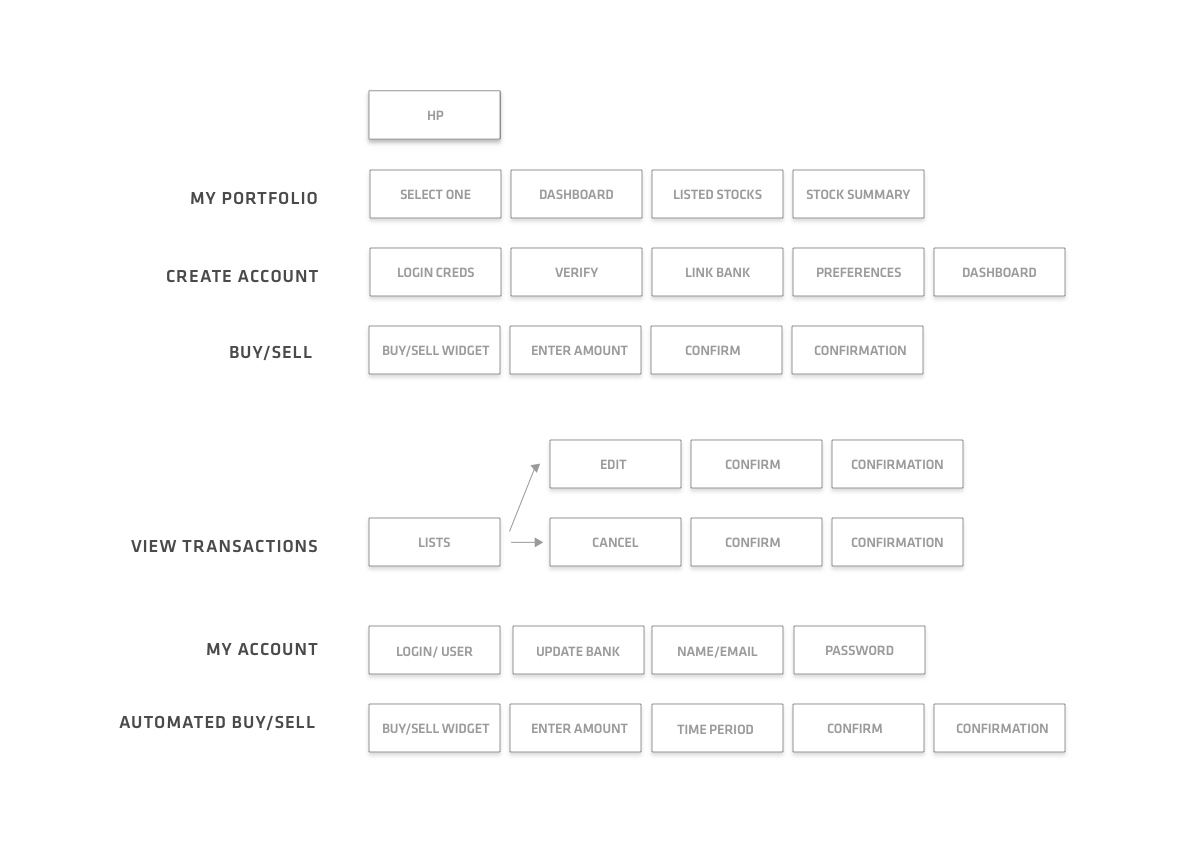 HP
MY PORTFOLIO SELECT ONE DASHBOARD LISTED STOCKS STOCK SUMMARY
CREATE ACCOUNT LOGIN CREDS VERIFY LINK BANK PREFERENCES DASHBOARD
BUY/SELL BUY/SELL WIDGET ENTER AMOUNT CONFIRM CONFIRMATION
EDIT CONFIRM CONFIRMATION
VIEW TRANSACTIONS LISTS CANCEL CONFIRM CONFIRMATION
MY ACCOUNT LOGIN/ USER UPDATE BANK NAME/EMAIL PASSWORD
AUTOMATED BUY/SELL BUY/SELL WIDGET ENTER AMOUNT TIME PERIOD CONFIRM CONFIRMATION